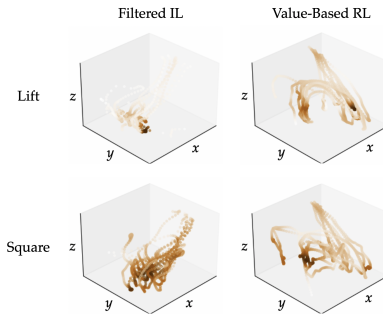 Filtered IL Value-Based RL
Lift
z z
y x y x
Square
z z
y x y x